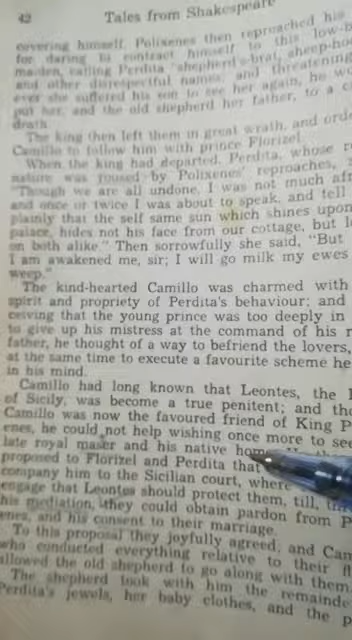 42 Tales from Shakespeare
covering himself. Polixenes then reproached his
for daring to contract himself to this low-b
maiden, calling Perdita "shepherd's-brat, sheep-hoo
and other disrespectful names; and threatening
ever she suffered his son to see her again, he wo
put her, and the old shepherd her father, to a c
death.
The king then left them in great wrath, and orde
Camillo to follow him with prince Florizel.
When the king had departed, Perdita, whose r
nature was roused by Polixenes' reproaches,
"Though we are all undone, I was not much afr
and once or twice I was about to speak, and tell
plainly that the self same sun which shines upon
palace, hides not his face from our cottage, but l
on both alike." Then sorrowfully she said, "But
I am awakened me, sir; I will go milk my ewes
weep."
The kind-hearted Camillo was charmed with
spirit and propriety of Perdita's behaviour; and
ceiving that the young prince was too deeply in
to give up his mistress at the command of his r
father, he thought of a way to befriend the lovers,
at the same time to execute a favourite scheme he
in his mind.
Camillo had long known that Leontes, the
of Sicily, was become a true penitent; and tho
Camillo was now the favoured friend of King P
enes, he could not help wishing once more to see
late royal master and his native
proposed to Florizel and Perdita that
company him to the Sicilian court, where
engage that Leontes should protect them, till,
his mediation, they could obtain pardon from P
enes, and his consent to their marriage.
To this proposal they joyfully agreed; and Cam
who conducted everything relative to their fl
allowed the old shepherd to go along with them.
The shepherd took with him the remainde
Perdita's jewels, her baby clothes, and the p